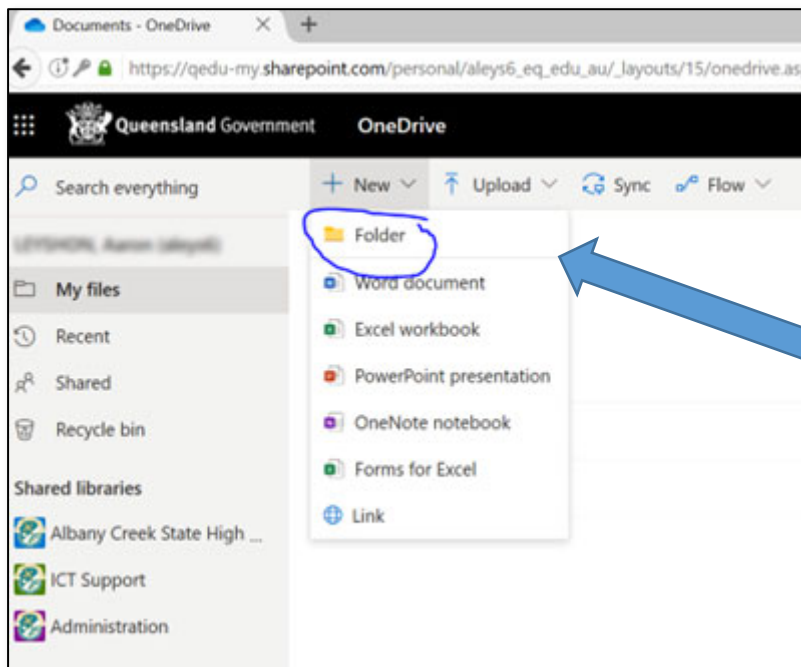 Documents - OneDrive
https://qedu-my.sharepoint.com/personal/aleys6_eq_edu_au/_layouts/15/onedrive.as
Queensland Government OneDrive
Search everything
+ New Upload Sync Flow
Folder
My files
Word document
Recent
Excel workbook
Shared
PowerPoint presentation
Recycle bin
OneNote notebook
Forms for Excel
Shared libraries
Link
Albany Creek State High ...
ICT Support
Administration